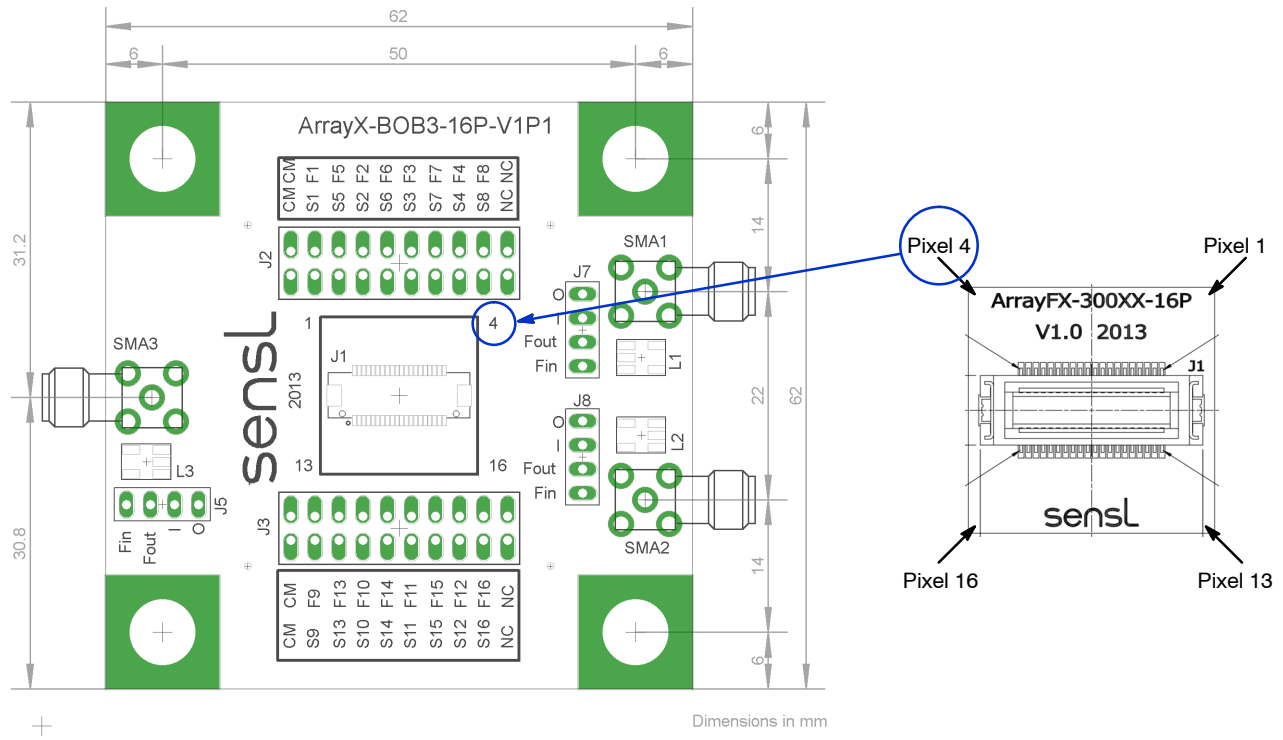 62
6 50 6
ArrayX-BOB3-16P-V1P1
CM S1 S5 S2 S6 S3 S7 S4 S8 NC
CM F1 F5 F2 F6 F3 F7 F4 F8 NC
J2
1 4
J1
2013
sensL
13 16
J3
CM F9 F13 F10 F14 F11 F15 F12 F16 NC
CM S9 S13 S10 S14 S11 S15 S12 S16 NC
SMA3
L3
J5
Fin Fout I O
SMA1
J7
O
I
Fout
Fin
L1
J8
O
I
Fout
Fin
L2
SMA2
31.2
30.8
6
14
22
62
14
6
Dimensions in mm
Pixel 4 Pixel 1
ArrayFX-300XX-16P
V1.0 2013
J1
sensL
Pixel 16 Pixel 13